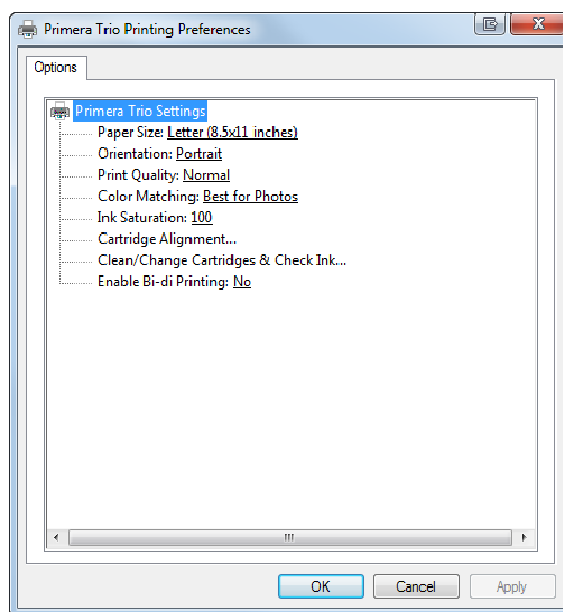 Primera Trio Printing Preferences
Options
Primera Trio Settings
Paper Size: Letter (8.5x11 inches)
Orientation: Portrait
Print Quality: Normal
Color Matching: Best for Photos
Ink Saturation: 100
Cartridge Alignment...
Clean/Change Cartridges & Check Ink...
Enable Bi-di Printing: No
OK Cancel Apply